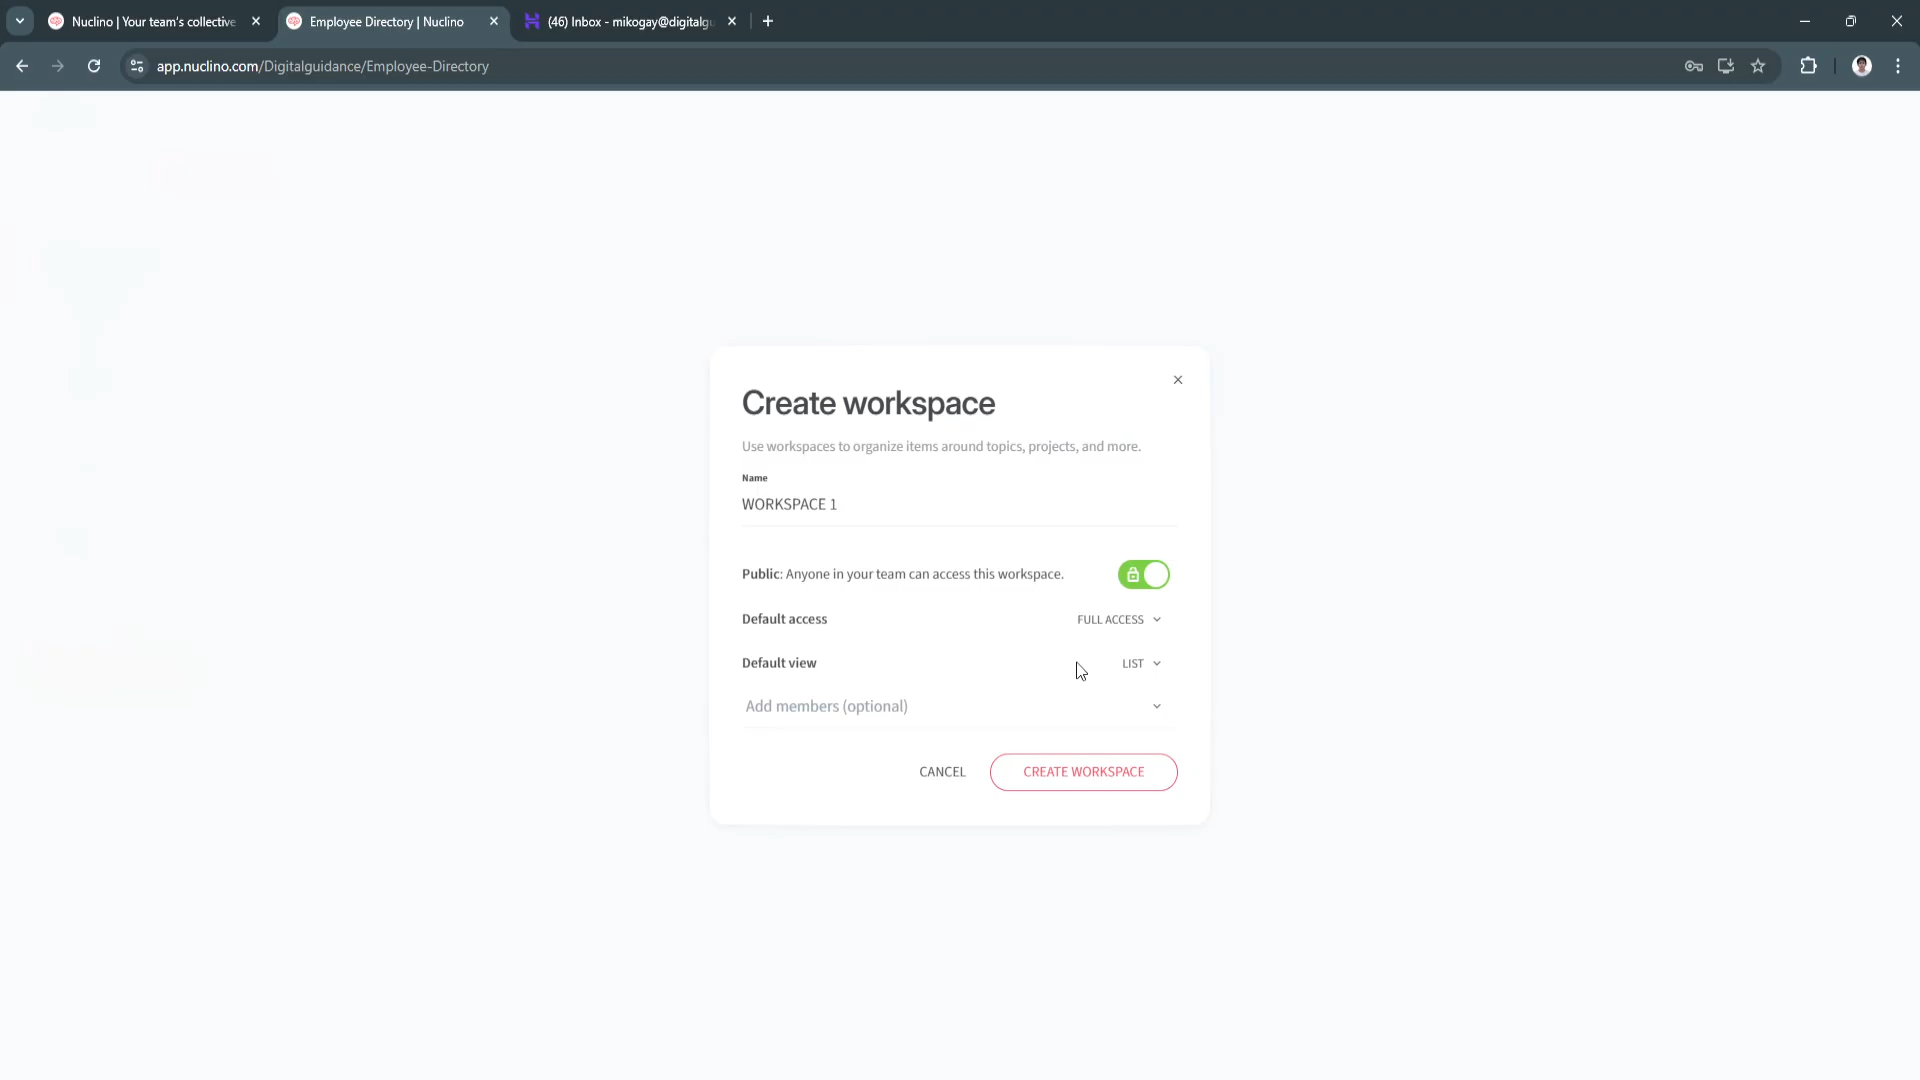 Nuclino | Your team's collective
Employee Directory | Nuclino
(46) Inbox - mikogay@digitalgu
app.nuclino.com/Digitalguidance/Employee-Directory
Create workspace
Use workspaces to organize items around topics, projects, and more.
Name
WORKSPACE 1
Public: Anyone in your team can access this workspace.
Default access
FULL ACCESS
Default view
LIST
Add members (optional)
CANCEL
CREATE WORKSPACE